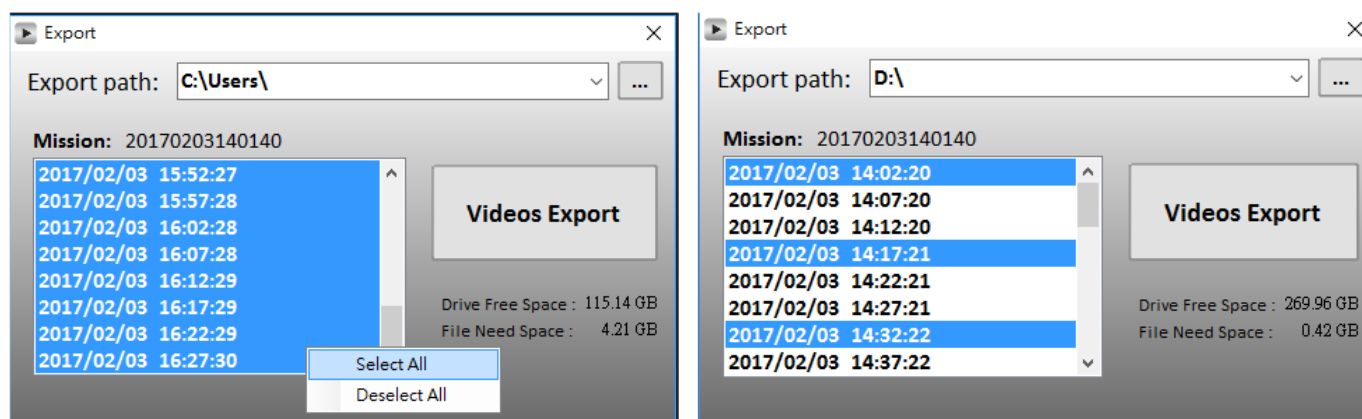 Export
Export path: C:\Users\ ...
Mission: 20170203140140
2017/02/03 15:52:27
2017/02/03 15:57:28
2017/02/03 16:02:28
2017/02/03 16:07:28
2017/02/03 16:12:29
2017/02/03 16:17:29
2017/02/03 16:22:29
2017/02/03 16:27:30
Select All
Deselect All
Videos Export
Drive Free Space : 115.14 GB
File Need Space : 4.21 GB
Export
Export path: D:\ ...
Mission: 20170203140140
2017/02/03 14:02:20
2017/02/03 14:07:20
2017/02/03 14:12:20
2017/02/03 14:17:21
2017/02/03 14:22:21
2017/02/03 14:27:21
2017/02/03 14:32:22
2017/02/03 14:37:22
Videos Export
Drive Free Space : 269.96 GB
File Need Space : 0.42 GB